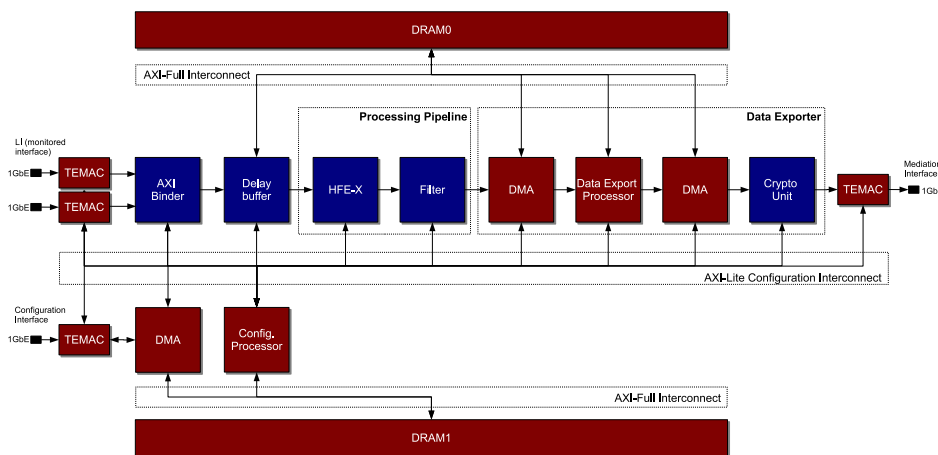 DRAM0
AXI-Full Interconnect
Processing Pipeline
Data Exporter
LI (monitored
interface)
1GbE
TEMAC
1GbE
TEMAC
AXI
Binder
Delay
buffer
HFE-X
Filter
DMA
Data Export
Processor
DMA
Crypto
Unit
TEMAC
Mediation
Interface
1Gb
AXI-Lite Configuration Interconnect
Configuration
Interface
1GbE
TEMAC
DMA
Config.
Processor
AXI-Full Interconnect
DRAM1